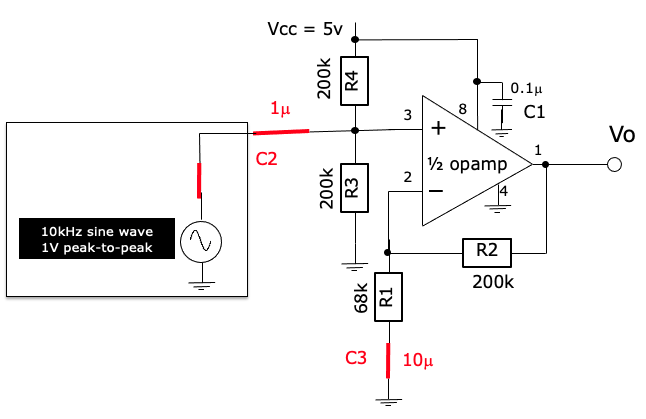 Vcc = 5v
200k
R4
0.1μ
C1
1μ
C2
3
8
+
½ opamp
1
Vo
2
−
4
200k
R3
10kHz sine wave
1V peak-to-peak
R2
200k
68k
R1
C3
10μ